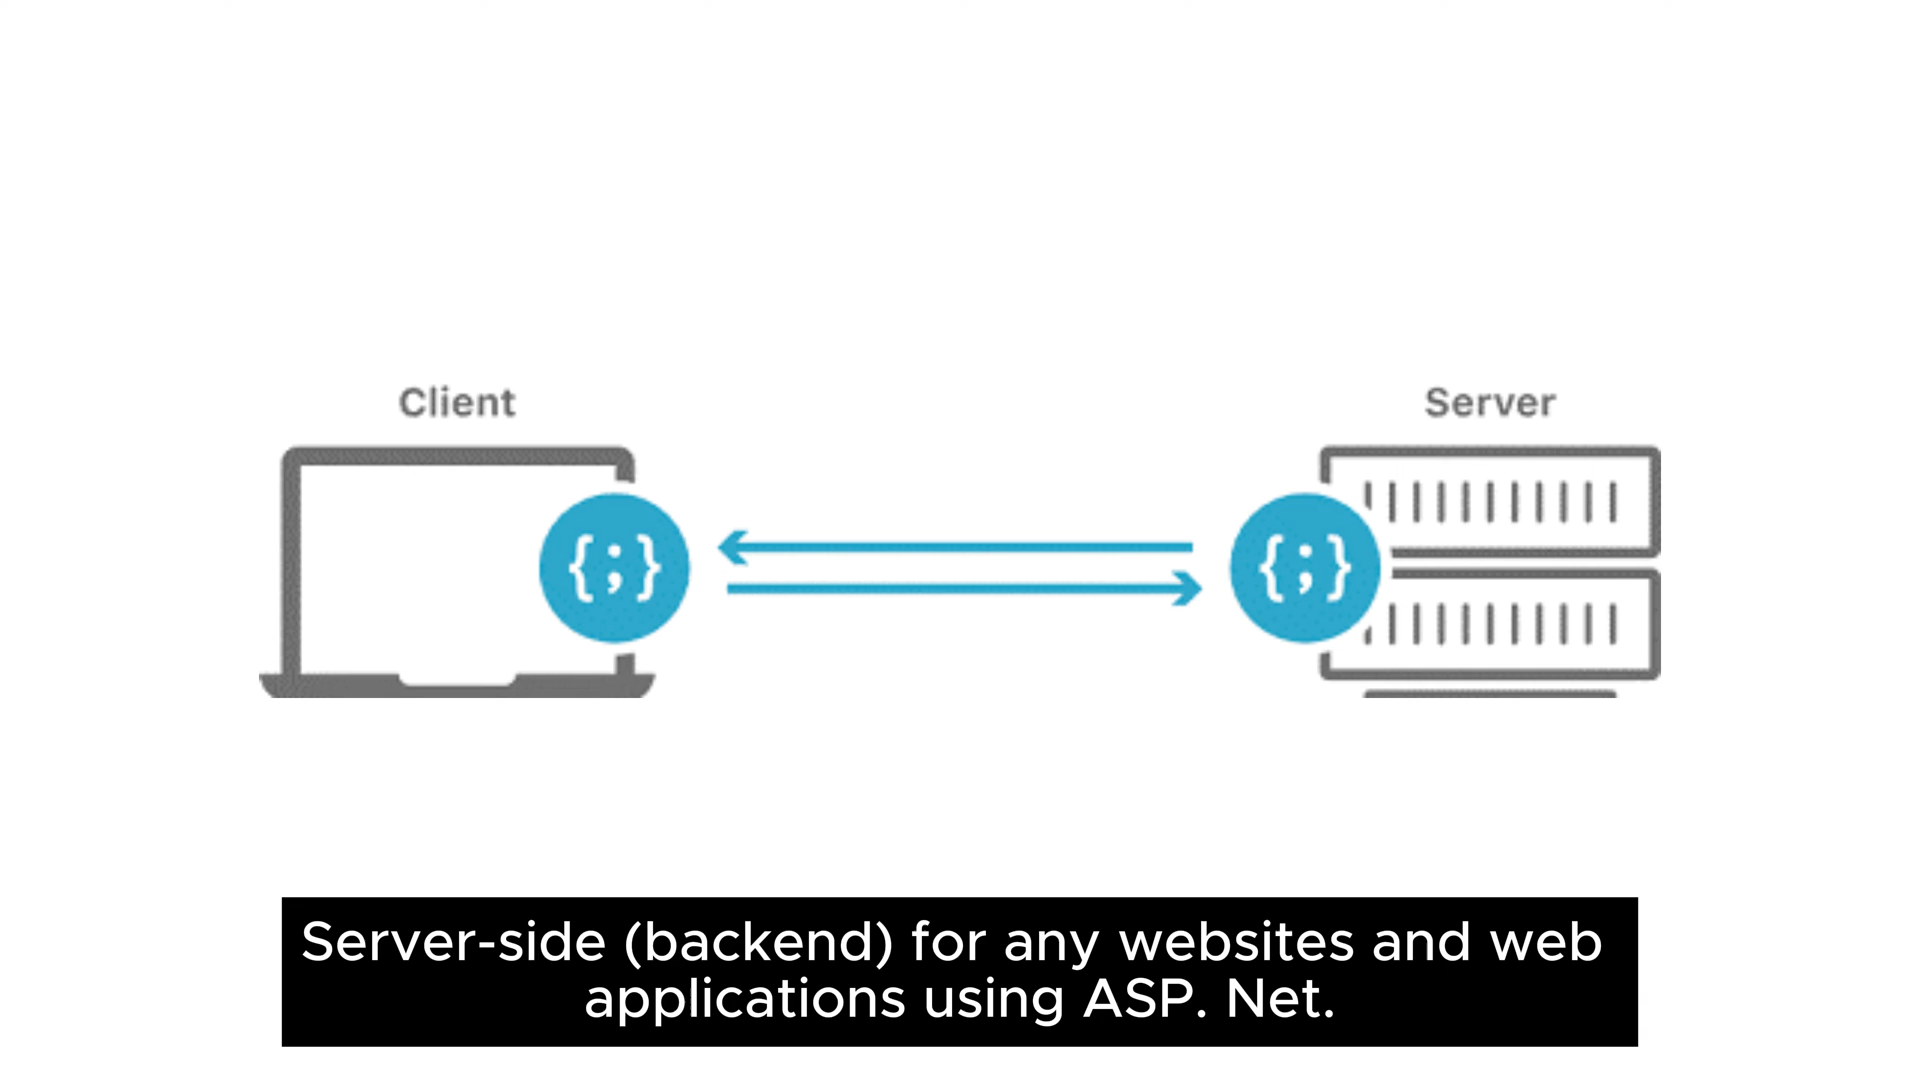 Client
Server
{;}
{;}
Server-side (backend) for any websites and web
applications using ASP. Net.